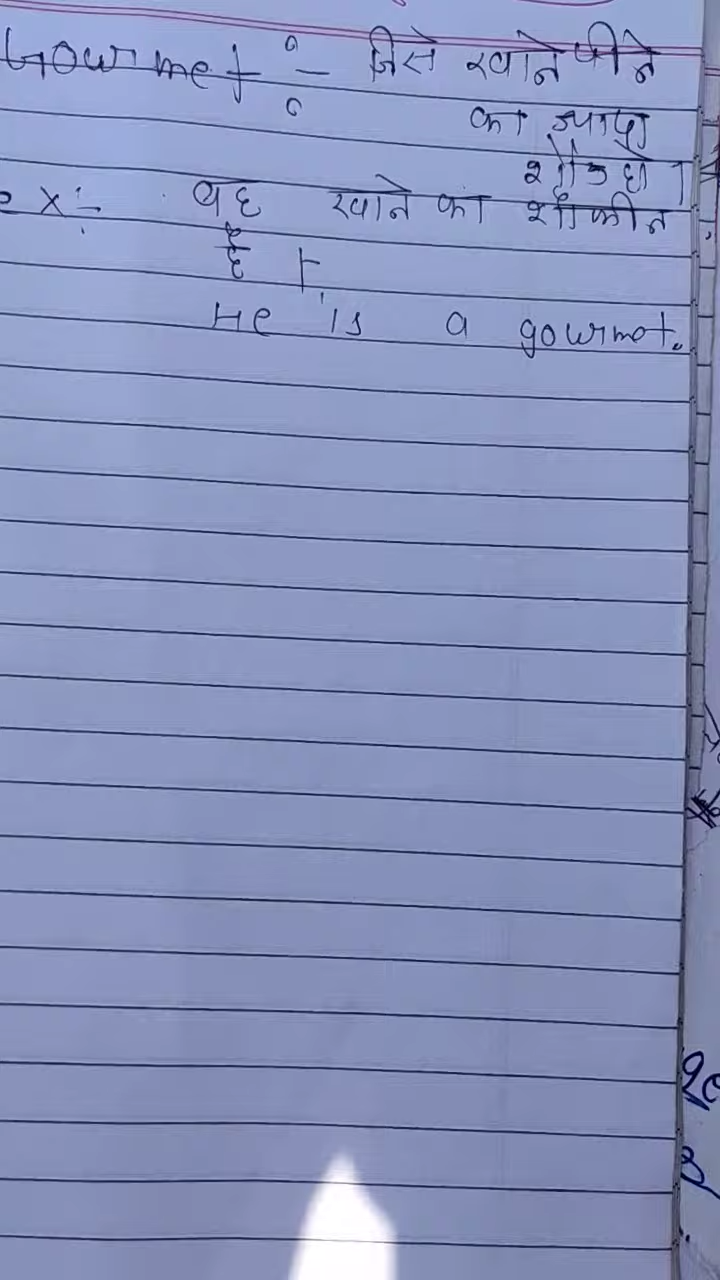 Gourmet :- जिसे खाने पीने
का ज्यादा
शौक हो।
ex:- वह खाने का शौकीन
है।
He is a gourmet.